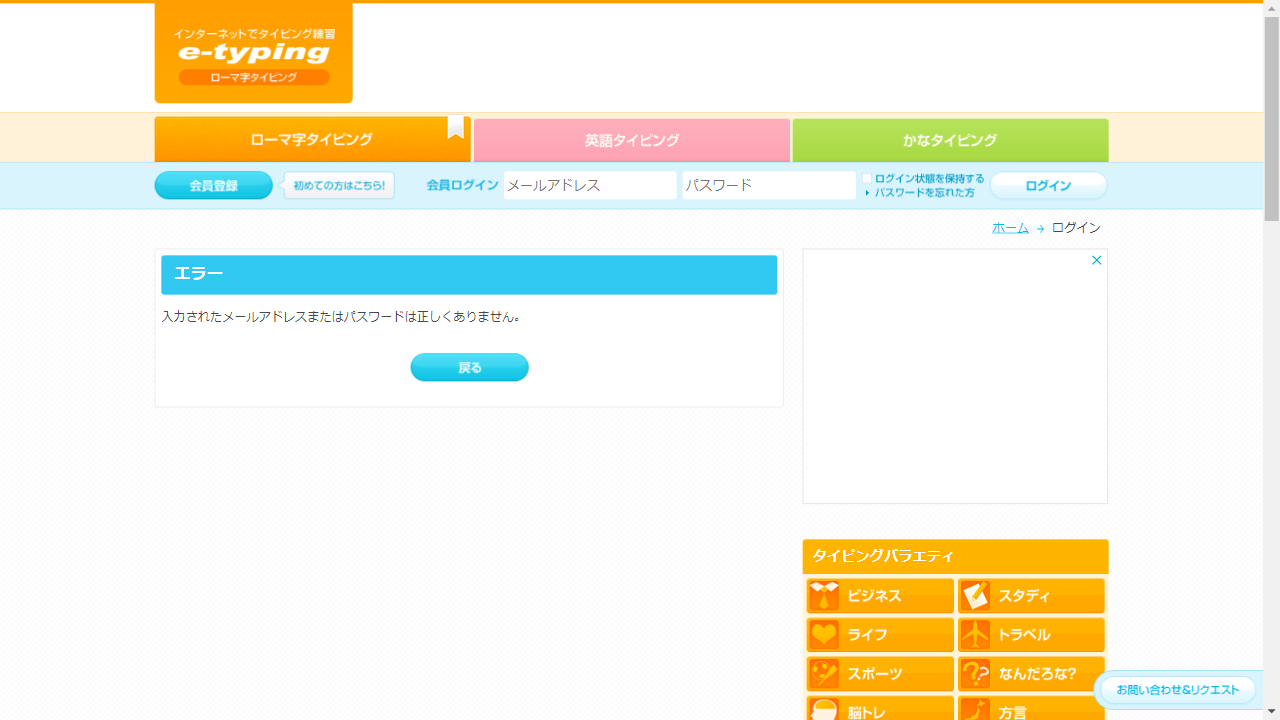 インターネットでタイピング練習
e-typing
ローマ字タイピング
ローマ字タイピング
英語タイピング
かなタイピング
会員登録
初めての方はこちら!
会員ログイン
メールアドレス
パスワード
ログイン状態を保持する
パスワードを忘れた方
ログイン
ホーム
ログイン
エラー
入力されたメールアドレスまたはパスワードは正しくありません。
戻る
タイピングバラエティ
ビジネス
スタディ
ライフ
トラベル
スポーツ
なんだろな?
脳トレ
方言
お問い合わせ&リクエスト